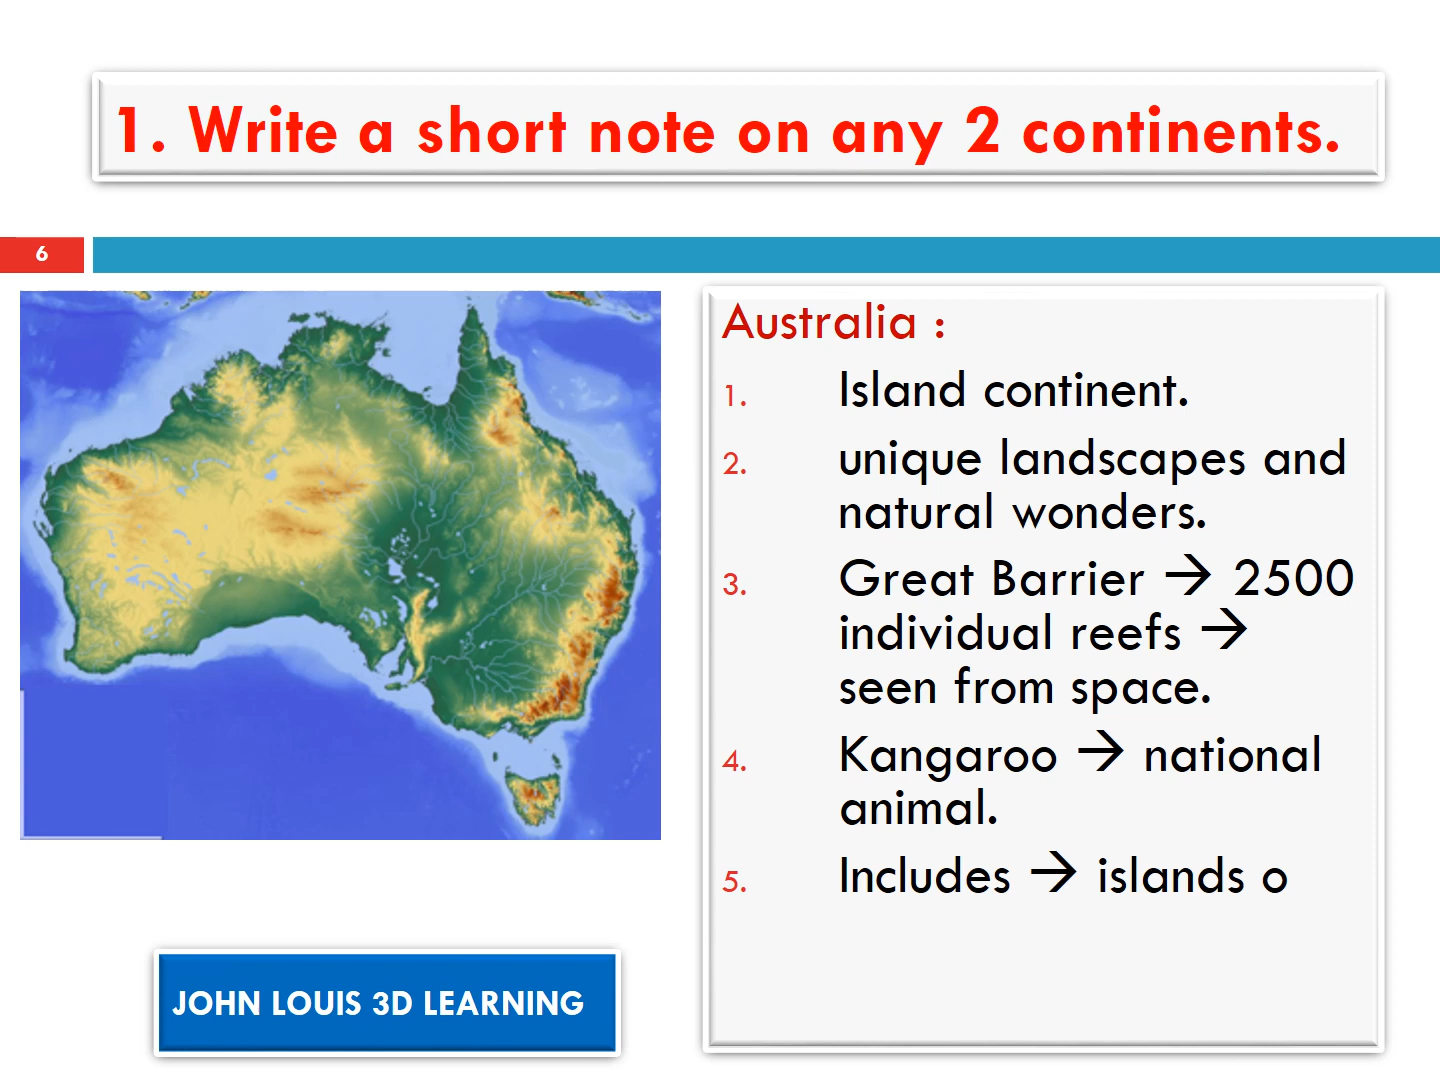 1. Write a short note on any 2 continents.
6
Australia :
1. Island continent.
2. unique landscapes and
natural wonders.
3. Great Barrier → 2500
individual reefs →
seen from space.
4. Kangaroo → national
animal.
5. Includes → islands o
JOHN LOUIS 3D LEARNING